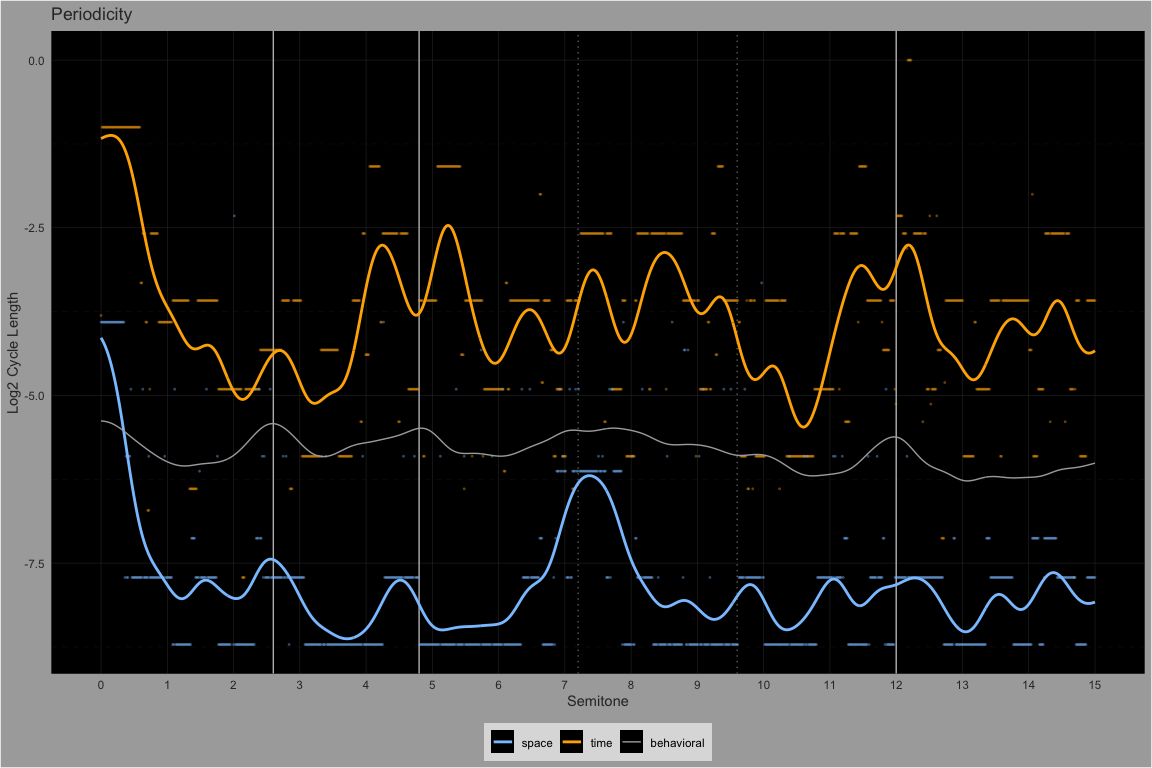 Periodicity
Log2 Cycle Length
0.0
-2.5
-5.0
-7.5
0 1 2 3 4 5 6 7 8 9 10 11 12 13 14 15
Semitone
space time behavioral